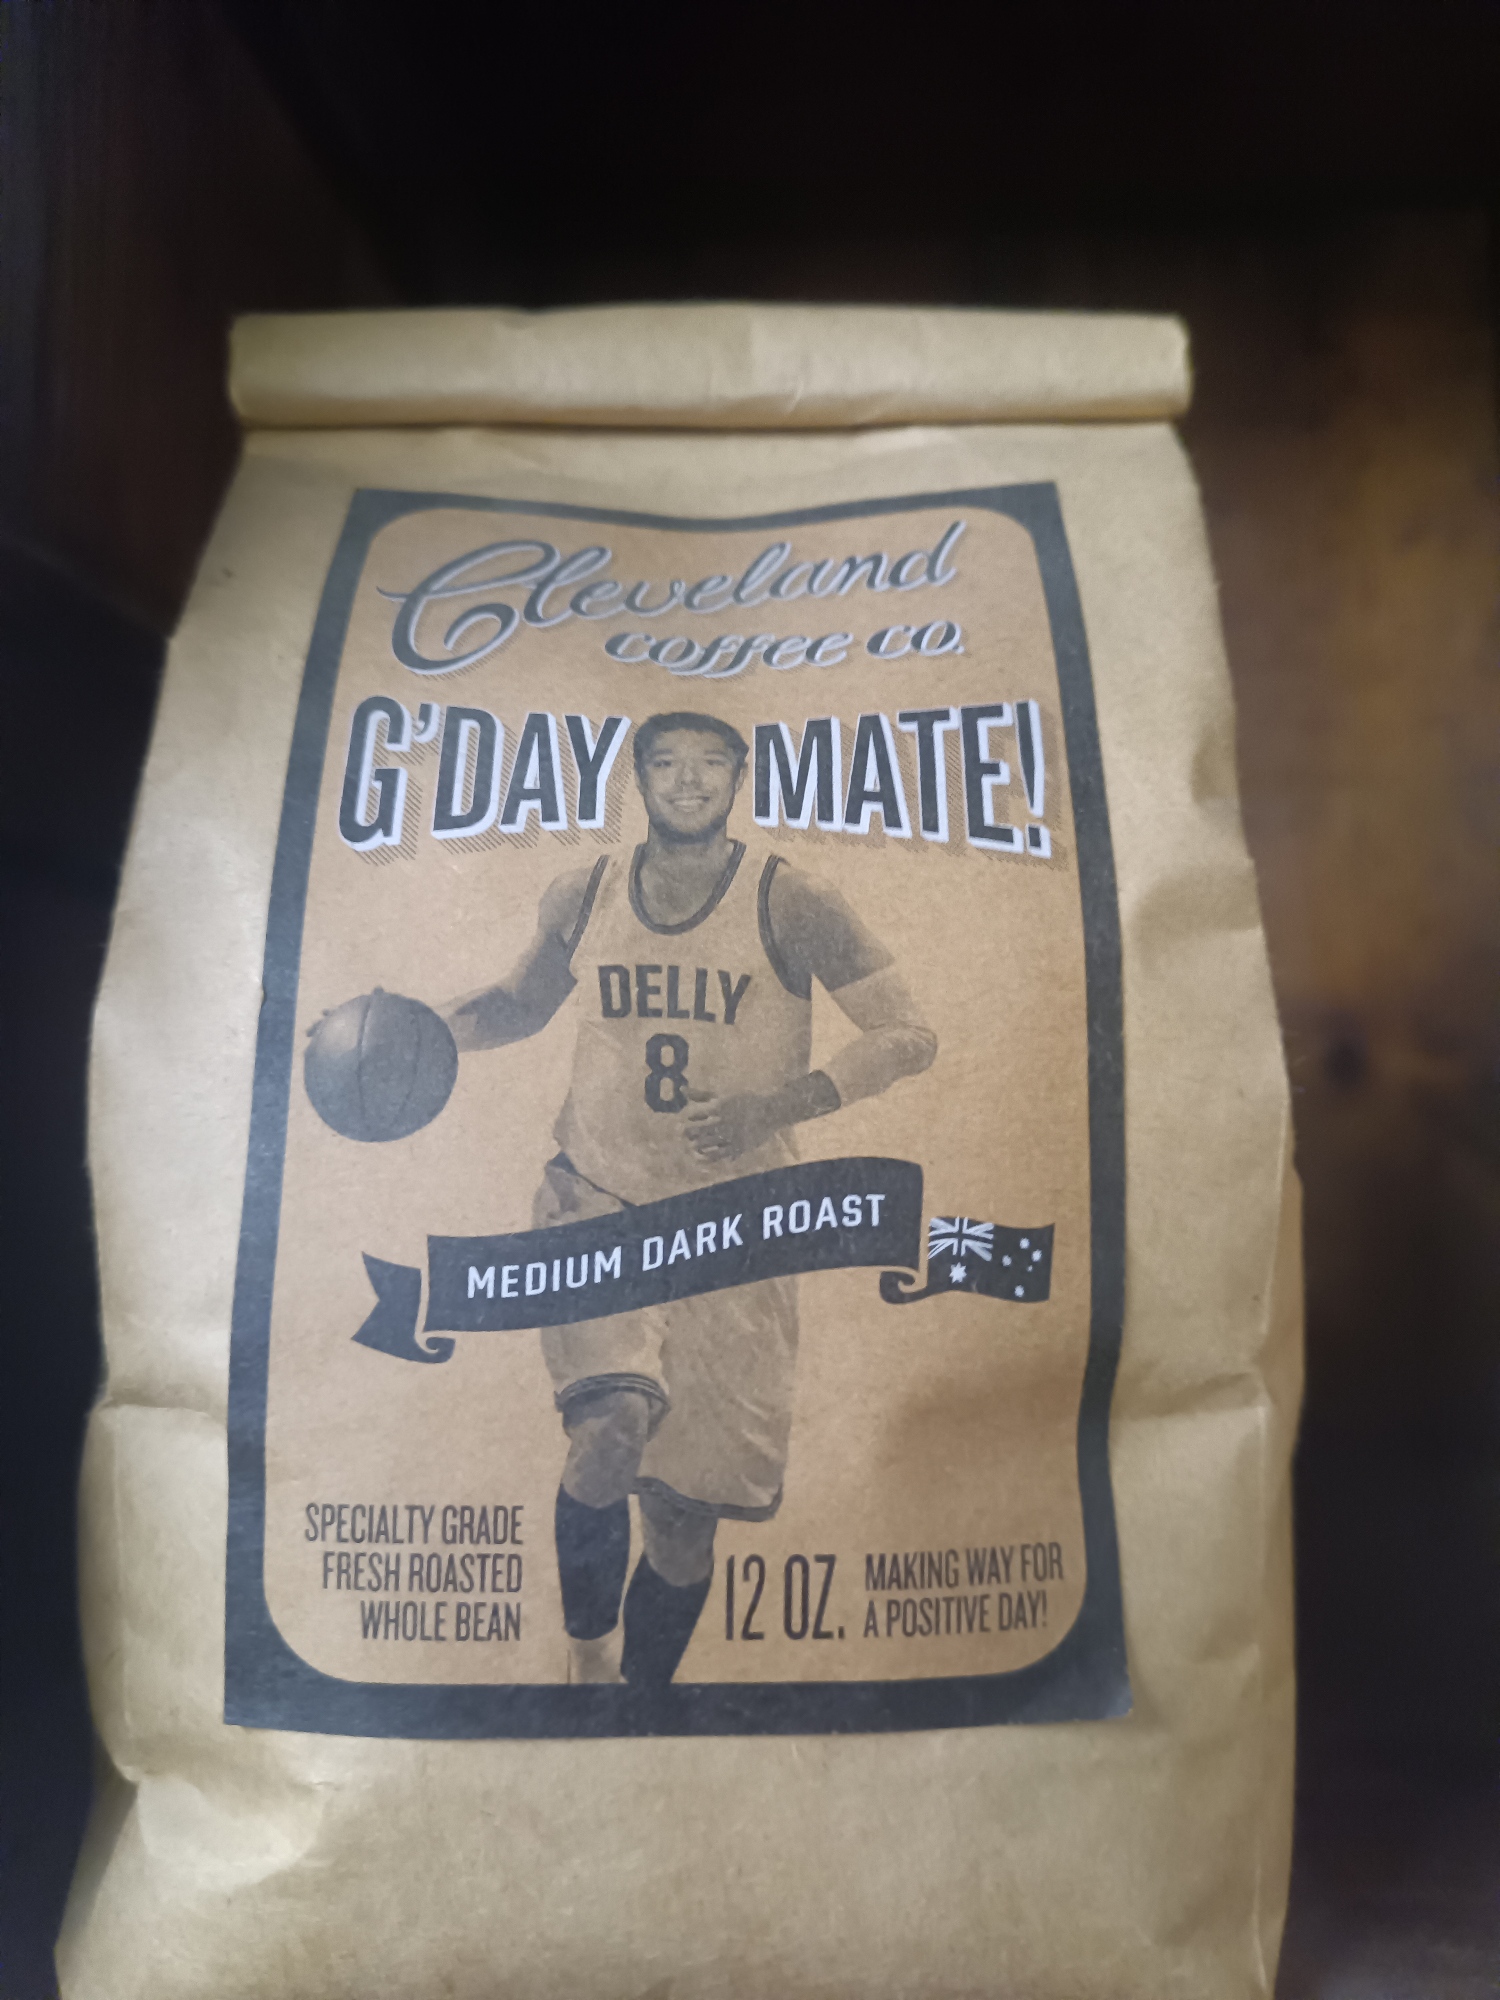 Cleveland
coffee co.
G'DAY MATE!
DELLY
8
MEDIUM DARK ROAST
SPECIALTY GRADE
FRESH ROASTED
WHOLE BEAN
12 OZ.
MAKING WAY FOR
A POSITIVE DAY!